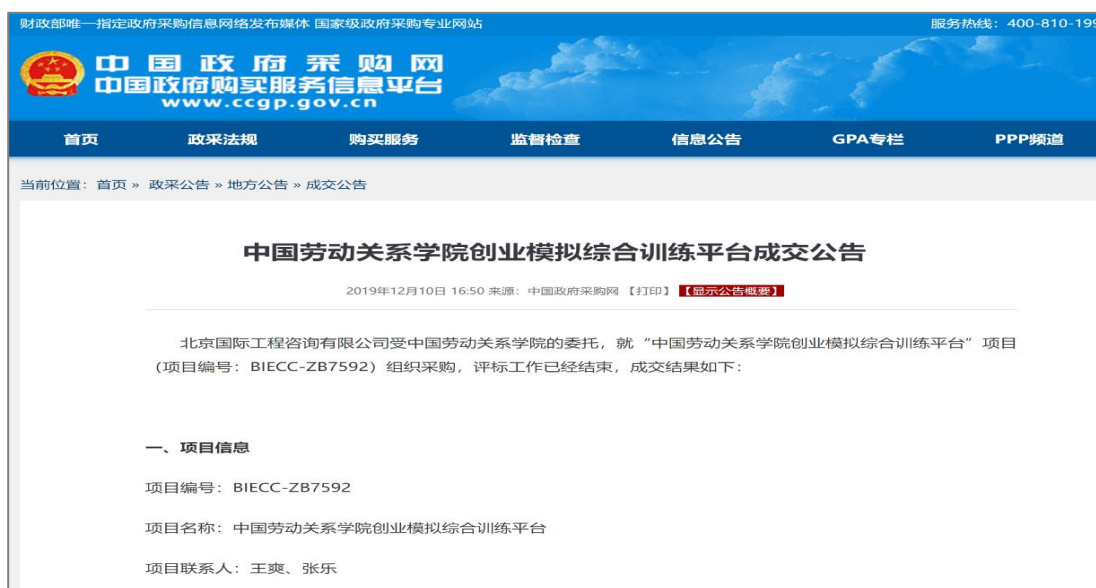 财政部唯一指定政府采购信息网络发布媒体 国家级政府采购专业网站
服务热线：400-810-199
中国政府采购网
中国政府购买服务信息平台
www.ccgp.gov.cn
首页 政采法规 购买服务 监督检查 信息公告 GPA专栏 PPP频道
当前位置：首页 » 政采公告 » 地方公告 » 成交公告
中国劳动关系学院创业模拟综合训练平台成交公告
2019年12月10日 16:50 来源：中国政府采购网 【打印】 【显示公告概要】
北京国际工程咨询有限公司受中国劳动关系学院的委托，就“中国劳动关系学院创业模拟综合训练平台”项目
（项目编号：BIECC-ZB7592）组织采购，评标工作已经结束，成交结果如下：
一、项目信息
项目编号：BIECC-ZB7592
项目名称：中国劳动关系学院创业模拟综合训练平台
项目联系人：王爽、张乐